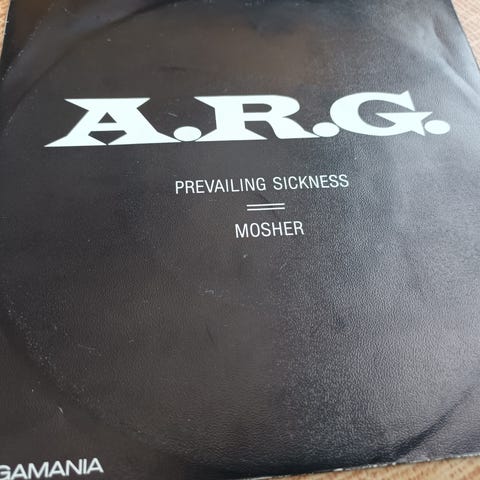 A.R.G.
PREVAILING SICKNESS
MOSHER
GAMANIA